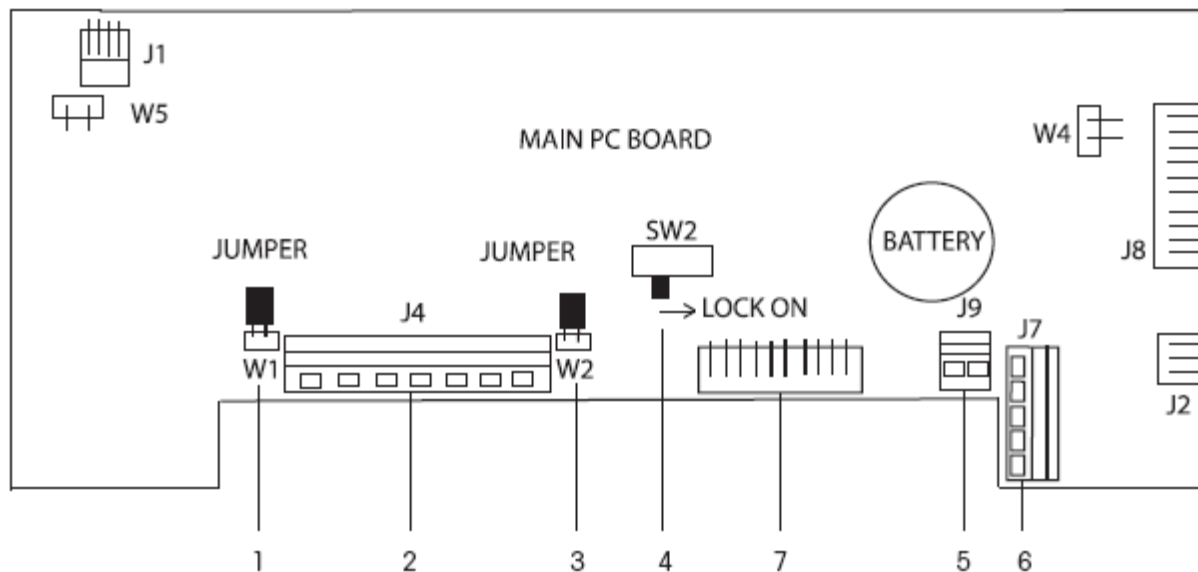 J1
W5
MAIN PC BOARD
W4
JUMPER
JUMPER
SW2
BATTERY
J8
J4
LOCK ON
J9
J7
W1
W2
J2
1 2 3 4 7 5 6